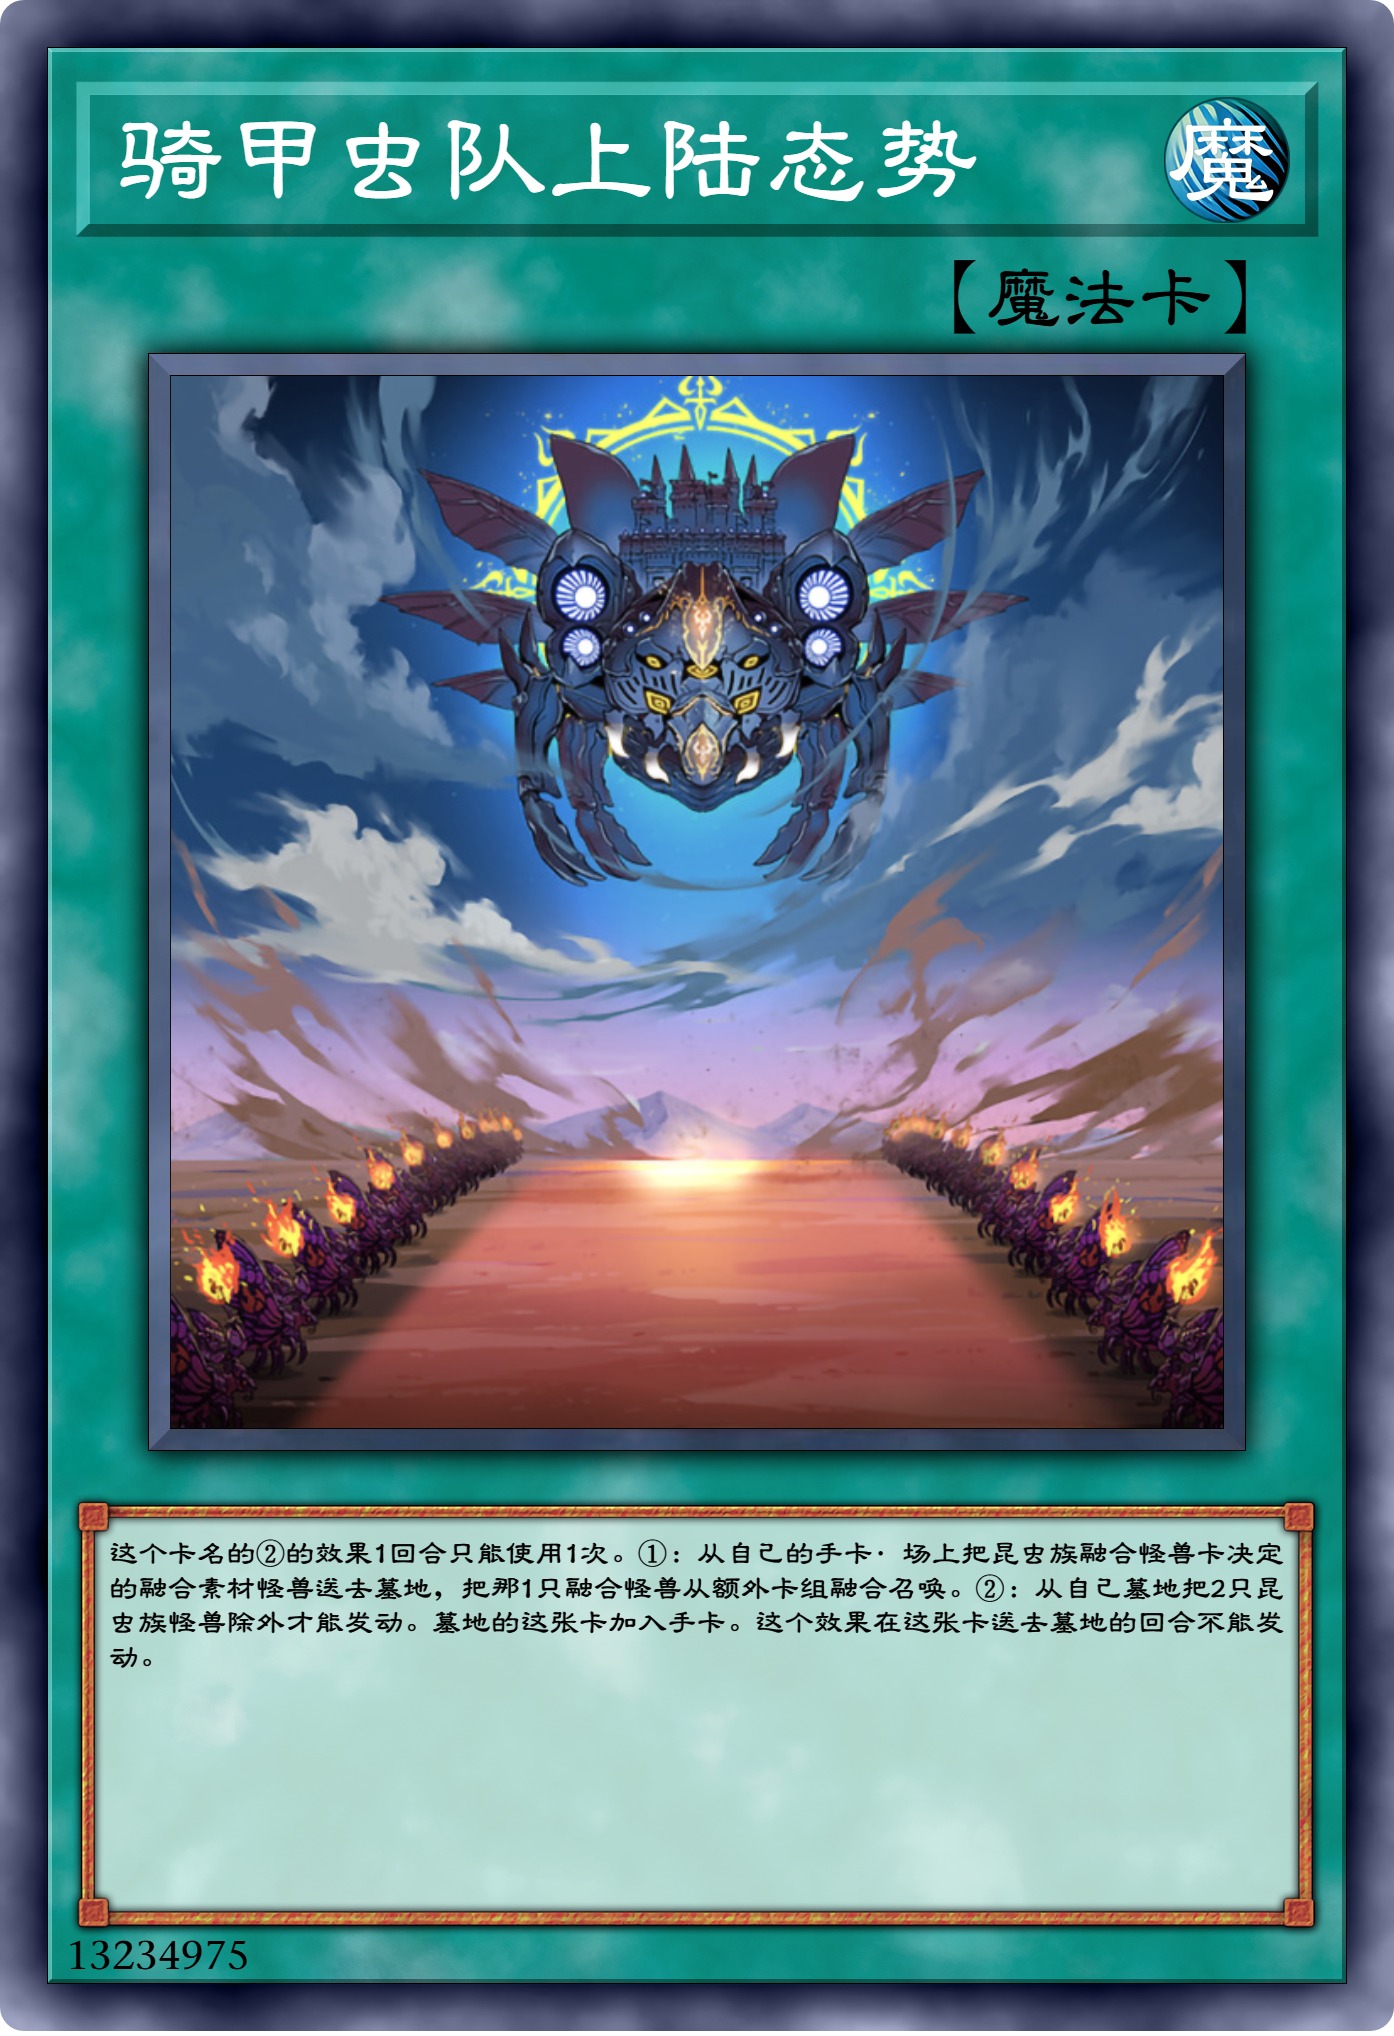 骑甲虫队上陆态势
魔
【魔法卡】
这个卡名的②的效果1回合只能使用1次。①：从自己的手卡·场上把昆虫族融合怪兽卡决定
的融合素材怪兽送去墓地，把那1只融合怪兽从额外卡组融合召唤。②：从自己墓地把2只昆
虫族怪兽除外才能发动。墓地的这张卡加入手卡。这个效果在这张卡送去墓地的回合不能发
动。
13234975